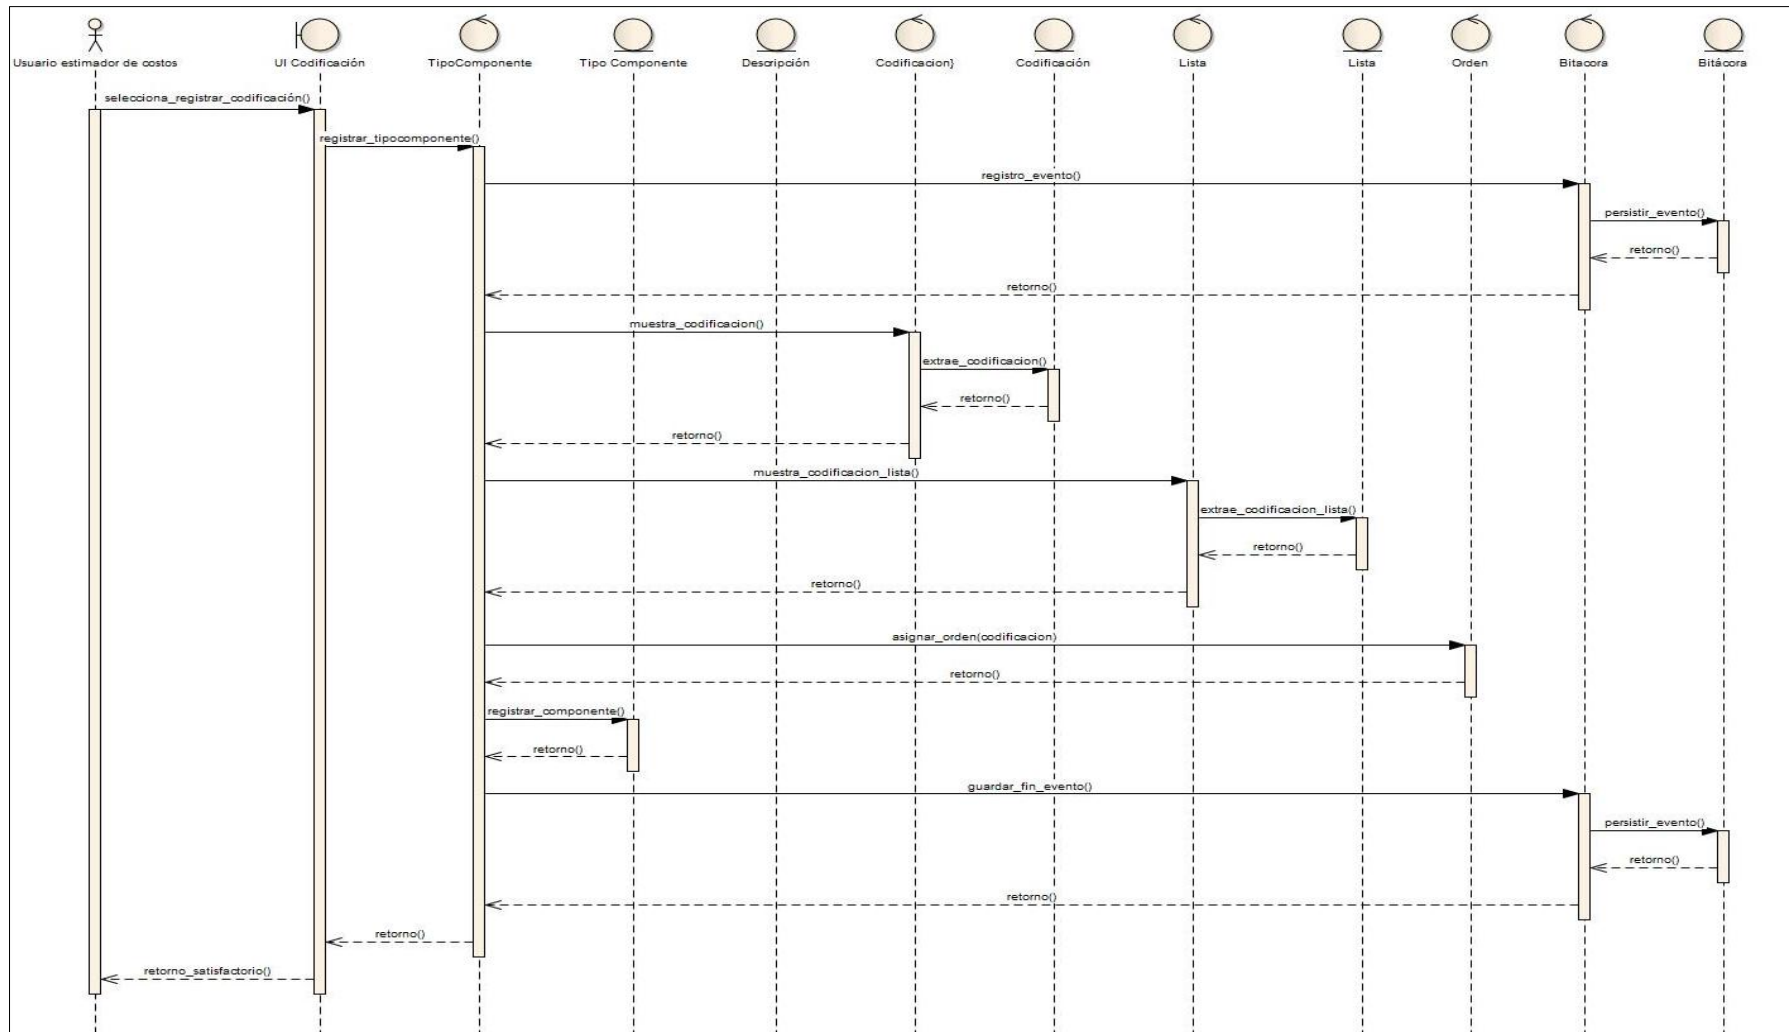 Usuario estimador de costos
UI Codificación
TipoComponente
Tipo Componente
Descripción
Codificacion}
Codificación
Lista
Lista
Orden
Bitacora
Bitácora
selecciona_registrar_codificación()
registrar_tipocomponente()
registro_evento()
persistir_evento()
retorno()
retorno()
muestra_codificacion()
extrae_codificacion()
retorno()
retorno()
muestra_codificacion_lista()
extrae_codificacion_lista()
retorno()
retorno()
asignar_orden(codificacion)
retorno()
registrar_componente()
retorno()
guardar_fin_evento()
persistir_evento()
retorno()
retorno()
retorno()
retorno_satisfactorio()